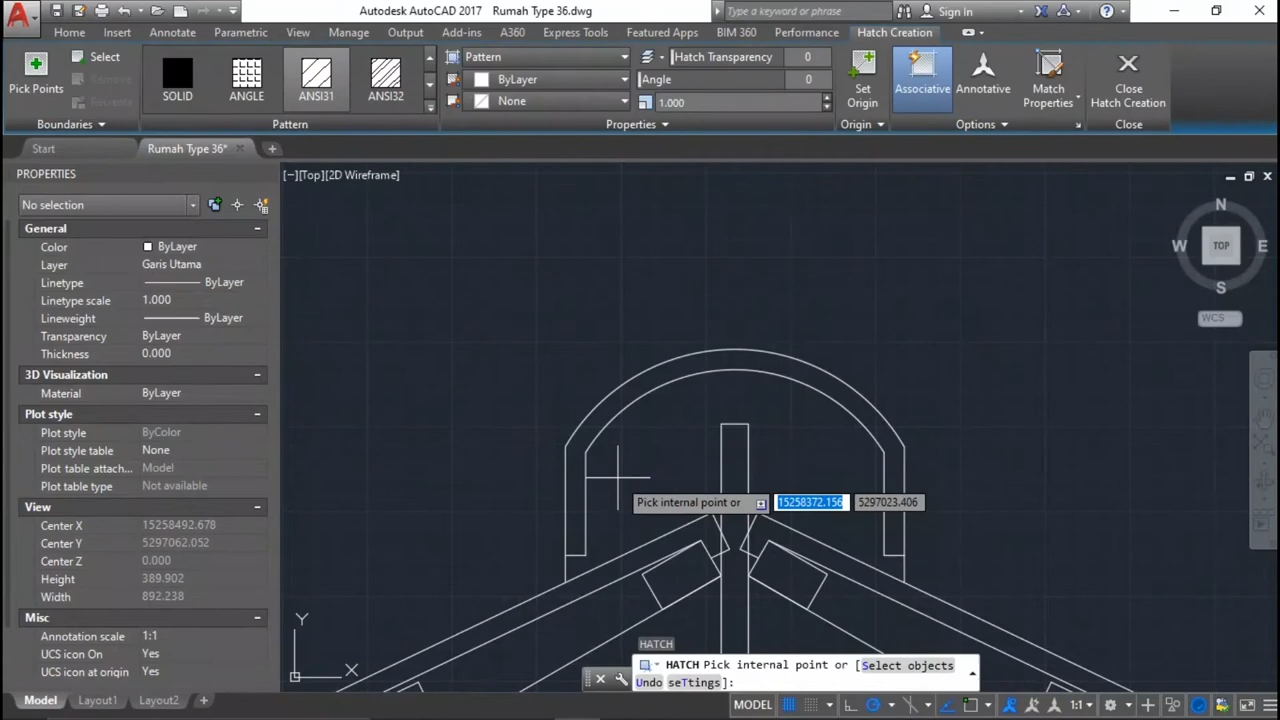 Autodesk AutoCAD 2017 Rumah Type 36.dwg
Type a keyword or phrase
Sign In
Home Insert Annotate Parametric View Manage Output Add-ins A360 Express Tools Featured Apps BIM 360 Performance Hatch Creation
Pick Points
Select
Remove
Recreate
Boundaries
SOLID
ANGLE
ANSI31
ANSI32
Pattern
Pattern
ByLayer
None
Hatch Transparency 0
Angle 0
1.000
Properties
Set
Origin
Origin
Associative
Annotative
Match
Properties
Options
Close
Hatch Creation
Close
Start
Rumah Type 36*
PROPERTIES
No selection
General
Color ByLayer
Layer Garis Utama
Linetype ByLayer
Linetype scale 1.000
Lineweight ByLayer
Transparency ByLayer
Thickness 0.000
3D Visualization
Material ByLayer
Plot style
Plot style ByColor
Plot style table None
Plot table attach... Model
Plot table type Not available
View
Center X 15258492.678
Center Y 5297062.052
Center Z 0.000
Height 389.902
Width 892.238
Misc
Annotation scale 1:1
UCS icon On Yes
UCS icon at origin Yes
[−][Top][2D Wireframe]
N
W TOP E
S
WCS
Pick internal point or 15258372.156 5297023.406
Y
X
HATCH
HATCH Pick internal point or [Select objects
Undo seTtings]:
Model Layout1 Layout2 +
MODEL
1:1